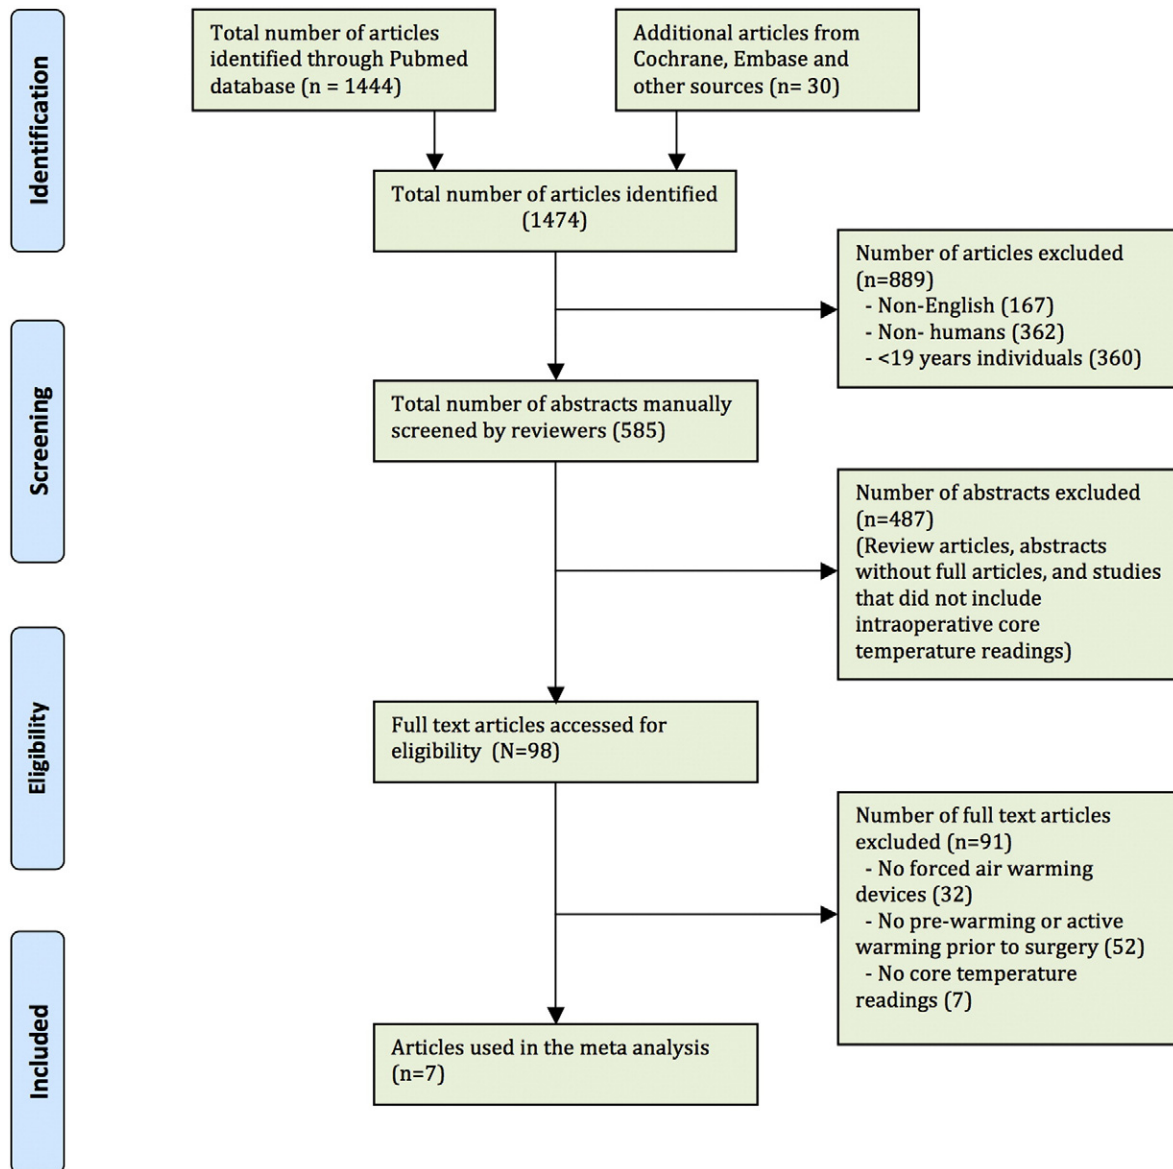 Identification
Total number of articles
identified through Pubmed
database (n = 1444)
Additional articles from
Cochrane, Embase and
other sources (n= 30)
Total number of articles identified
(1474)
Number of articles excluded
(n=889)
- Non-English (167)
- Non- humans (362)
- <19 years individuals (360)
Screening
Total number of abstracts manually
screened by reviewers (585)
Number of abstracts excluded
(n=487)
(Review articles, abstracts
without full articles, and studies
that did not include
intraoperative core
temperature readings)
Eligibility
Full text articles accessed for
eligibility  (N=98)
Number of full text articles
excluded (n=91)
- No forced air warming
devices (32)
- No pre-warming or active
warming prior to surgery (52)
- No core temperature
readings (7)
Included
Articles used in the meta analysis
(n=7)